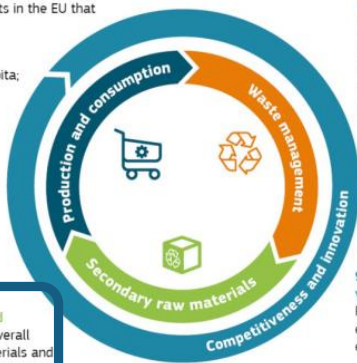 ts in the EU that
ita;
Production and consumption
Waste management
Secondary raw materials
Competitiveness and innovation
verall
erials and